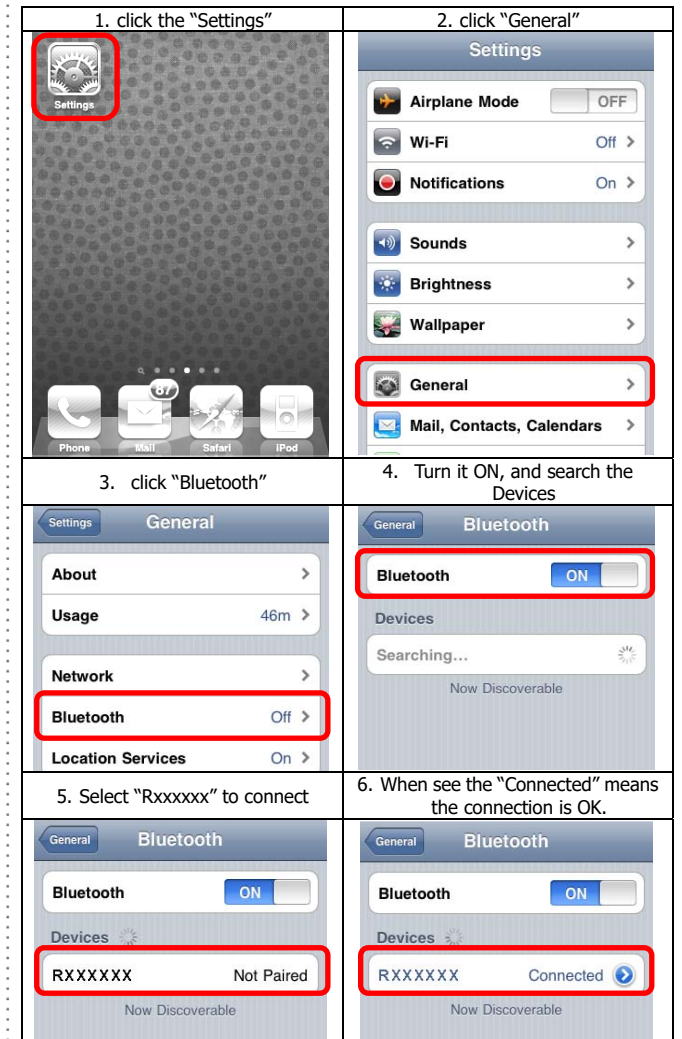 1. click the “Settings”
2. click “General”
Settings
Phone
87
Mail
Safari
iPod
Settings
Airplane Mode OFF
Wi-Fi Off
Notifications On
Sounds
Brightness
Wallpaper
General
Mail, Contacts, Calendars
3. click “Bluetooth”
4. Turn it ON, and search the
Devices
Settings General
About
Usage 46m
Network
Bluetooth Off
Location Services On
General Bluetooth
Bluetooth ON
Devices
Searching...
Now Discoverable
5. Select “Rxxxxxx” to connect
6. When see the “Connected” means
the connection is OK.
General Bluetooth
Bluetooth ON
Devices
RXXXXXX Not Paired
Now Discoverable
General Bluetooth
Bluetooth ON
Devices
RXXXXXX Connected
Now Discoverable